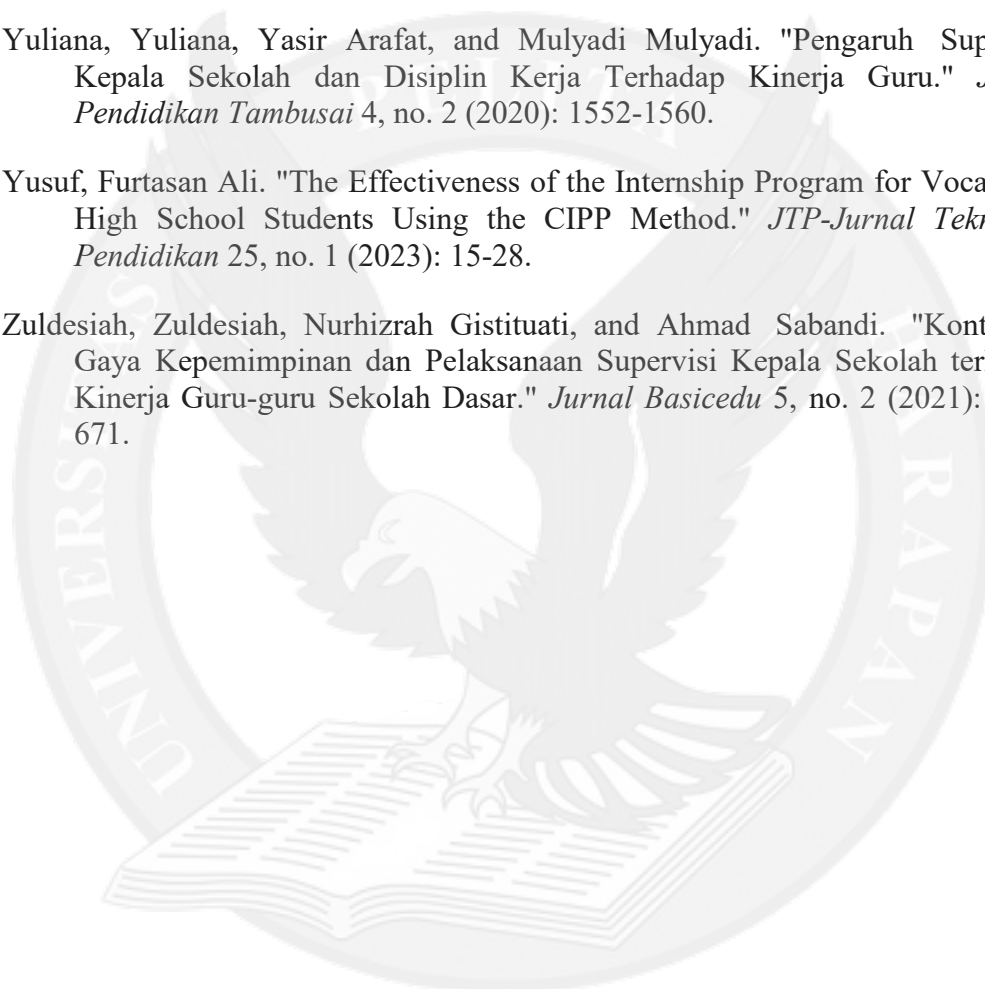 Yuliana, Yuliana, Yasir Arafat, and Mulyadi Mulyadi. "Pengaruh Sup
Kepala Sekolah dan Disiplin Kerja Terhadap Kinerja Guru." J
Pendidikan Tambusai 4, no. 2 (2020): 1552-1560.
Yusuf, Furtasan Ali. "The Effectiveness of the Internship Program for Voca
High School Students Using the CIPP Method." JTP-Jurnal Tekn
Pendidikan 25, no. 1 (2023): 15-28.
Zuldesiah, Zuldesiah, Nurhizrah Gistituati, and Ahmad Sabandi. "Kont
Gaya Kepemimpinan dan Pelaksanaan Supervisi Kepala Sekolah ter
Kinerja Guru-guru Sekolah Dasar." Jurnal Basicedu 5, no. 2 (2021):
671.
UNIVERSITAS PELITA HARAPAN